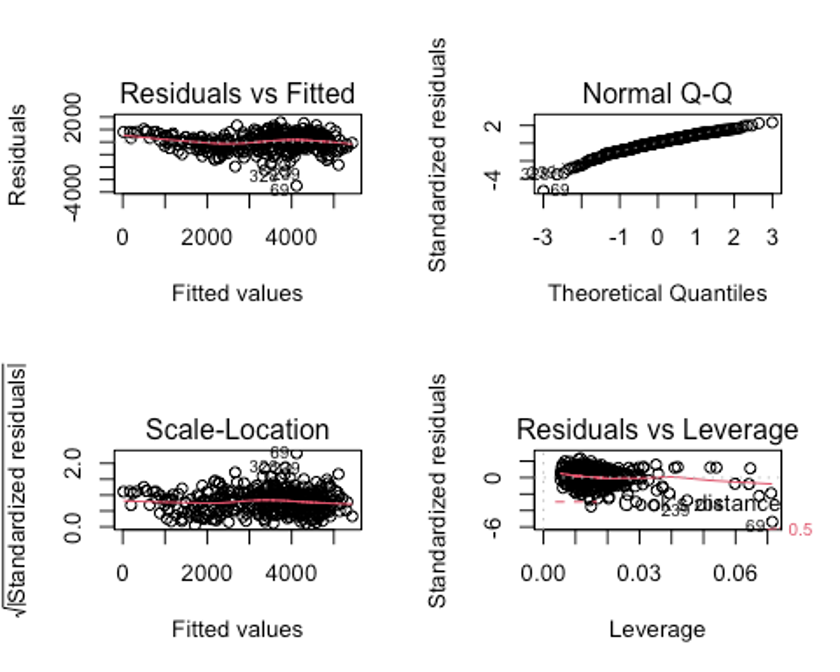 Residuals vs Fitted
Residuals
2000
-4000
69
0 2000 4000
Fitted values
Normal Q-Q
Standardized residuals
2
-4
69
-3 -1 0 1 2 3
Theoretical Quantiles
Scale-Location
√|Standardized residuals|
2.0
0.0
69
0 2000 4000
Fitted values
Residuals vs Leverage
Standardized residuals
0
-6
Cook's distance
239
69
0.5
0.00 0.03 0.06
Leverage